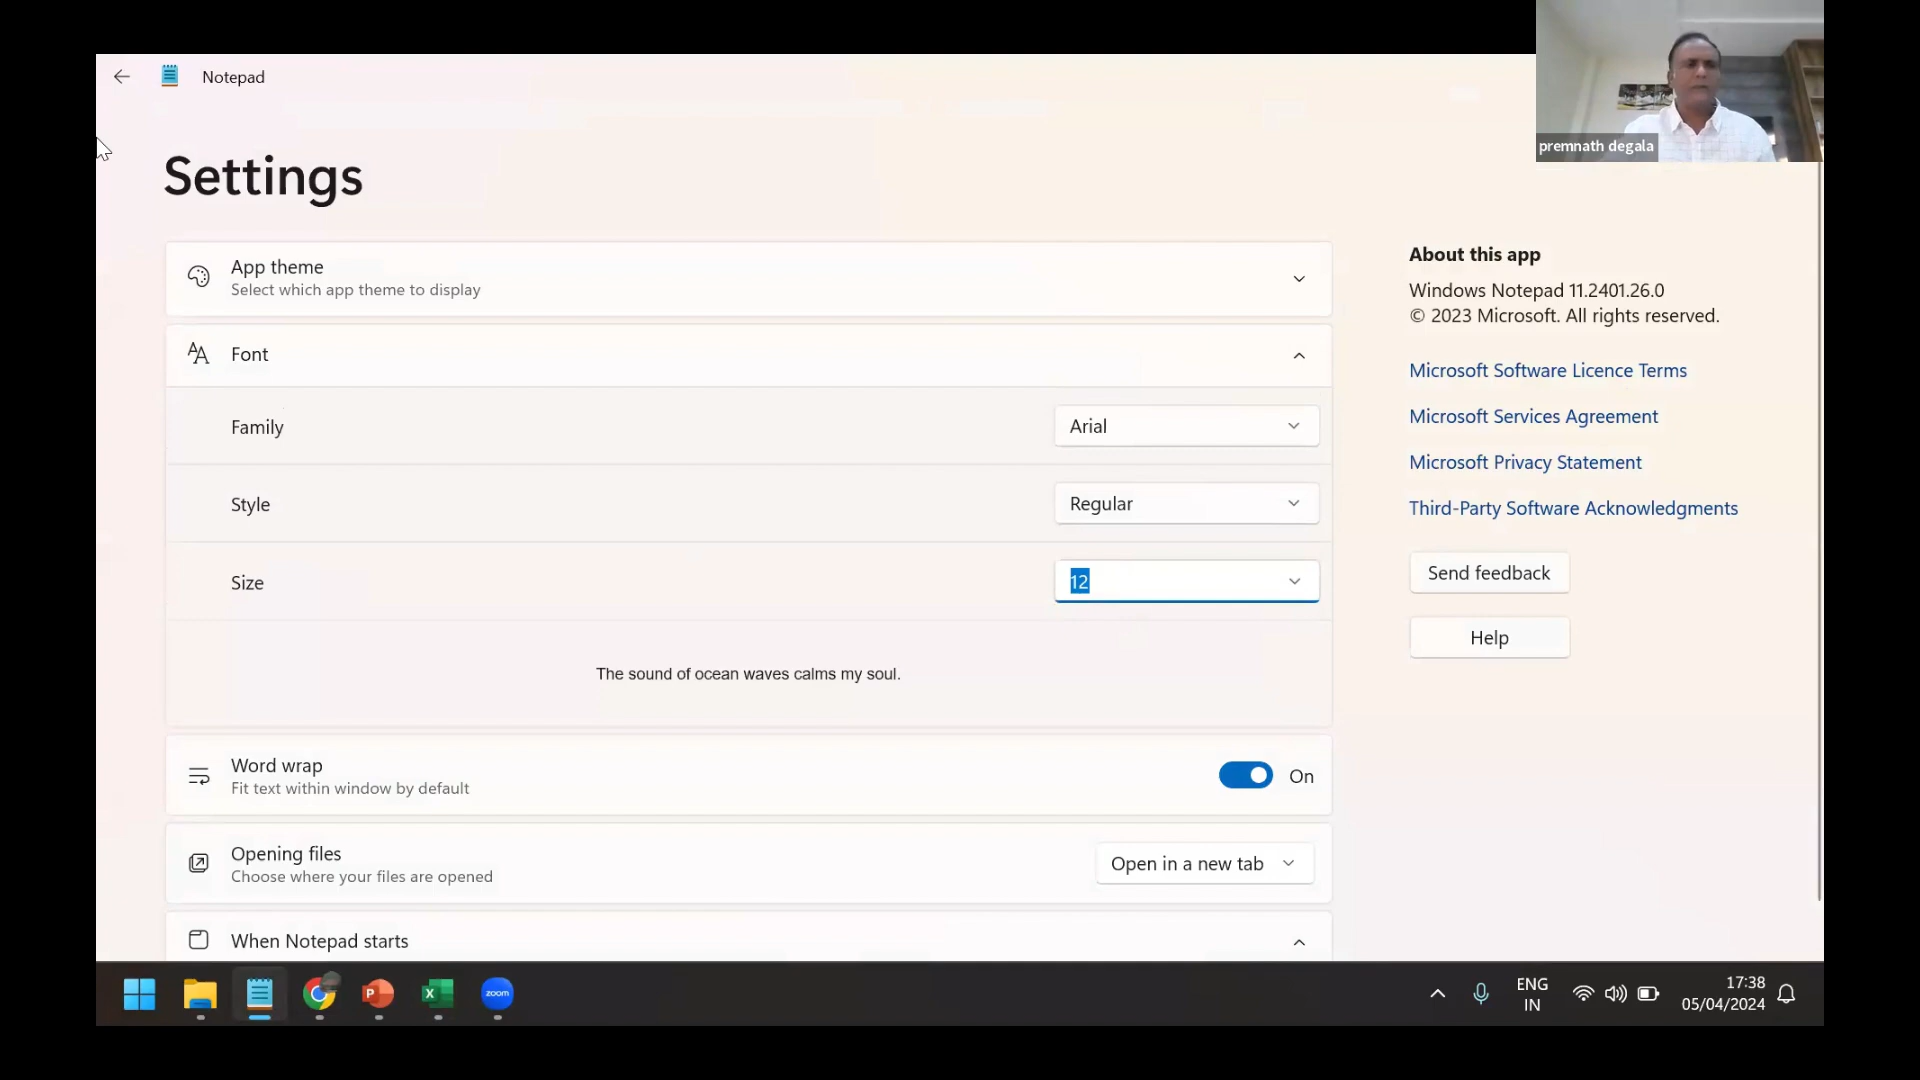 Notepad
premnath degala
Settings
App theme
Select which app theme to display
Font
Family
Arial
Style
Regular
Size
12
The sound of ocean waves calms my soul.
Word wrap
Fit text within window by default
On
Opening files
Choose where your files are opened
Open in a new tab
When Notepad starts
About this app
Windows Notepad 11.2401.26.0
© 2023 Microsoft. All rights reserved.
Microsoft Software Licence Terms
Microsoft Services Agreement
Microsoft Privacy Statement
Third-Party Software Acknowledgments
Send feedback
Help
P
X
zoom
ENG
IN
17:38
05/04/2024